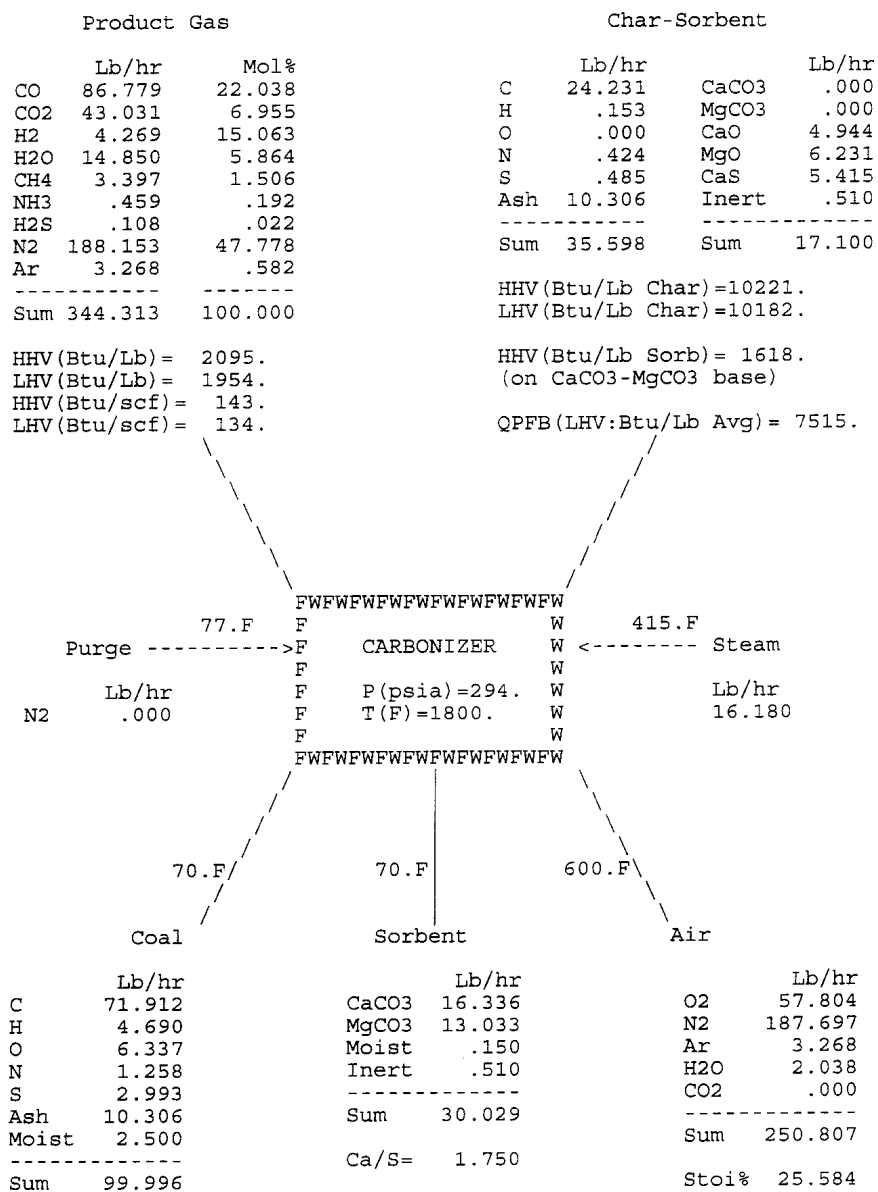 Product Gas
Lb/hr Mol%
CO 86.779 22.038
CO2 43.031 6.955
H2 4.269 15.063
H2O 14.850 5.864
CH4 3.397 1.506
NH3 .459 .192
H2S .108 .022
N2 188.153 47.778
Ar 3.268 .582
----------- -------
Sum 344.313 100.000
HHV(Btu/Lb)= 2095.
LHV(Btu/Lb)= 1954.
HHV(Btu/scf)= 143.
LHV(Btu/scf)= 134.
Char-Sorbent
Lb/hr Lb/hr
C 24.231 CaCO3 .000
H .153 MgCO3 .000
O .000 CaO 4.944
N .424 MgO 6.231
S .485 CaS 5.415
Ash 10.306 Inert .510
----------- -------------
Sum 35.598 Sum 17.100
HHV(Btu/Lb Char)=10221.
LHV(Btu/Lb Char)=10182.
HHV(Btu/Lb Sorb)= 1618.
(on CaCO3-MgCO3 base)
QPFB(LHV:Btu/Lb Avg)= 7515.
FWFWFWFWFWFWFWFWFWFW
77.F F W 415.F
Purge ---------->F CARBONIZER W <-------- Steam
F W
Lb/hr F P(psia)=294. W Lb/hr
N2 .000 F T(F)=1800. W 16.180
F W
FWFWFWFWFWFWFWFWFWFW
70.F 70.F 600.F
Coal
Lb/hr
C 71.912
H 4.690
O 6.337
N 1.258
S 2.993
Ash 10.306
Moist 2.500
-------------
Sum 99.996
Sorbent
Lb/hr
CaCO3 16.336
MgCO3 13.033
Moist .150
Inert .510
-------------
Sum 30.029
Ca/S= 1.750
Air
Lb/hr
O2 57.804
N2 187.697
Ar 3.268
H2O 2.038
CO2 .000
-------------
Sum 250.807
Stoi% 25.584